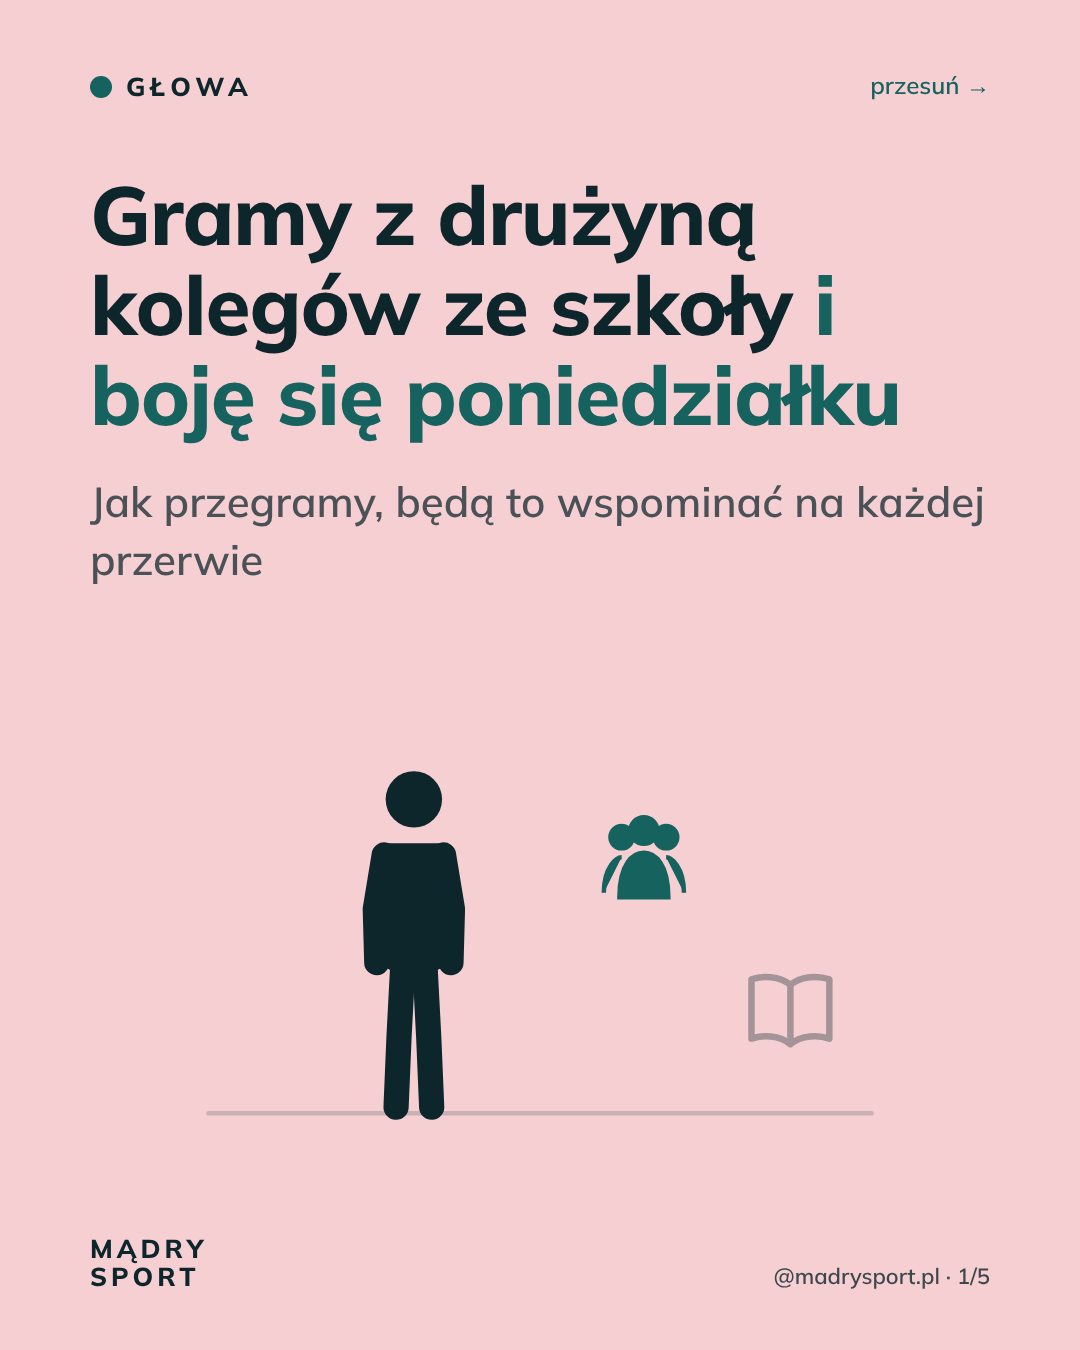 GŁOWA
przesuń →
Gramy z drużyną
kolegów ze szkoły i
boję się poniedziałku
Jak przegramy, będą to wspominać na każdej
przerwie
MĄDRY
SPORT
@madrysport.pl · 1/5